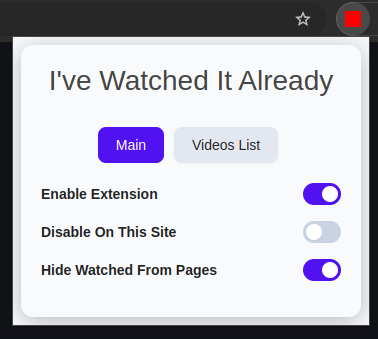 I've Watched It Already
Main
Videos List
Enable Extension
Disable On This Site
Hide Watched From Pages